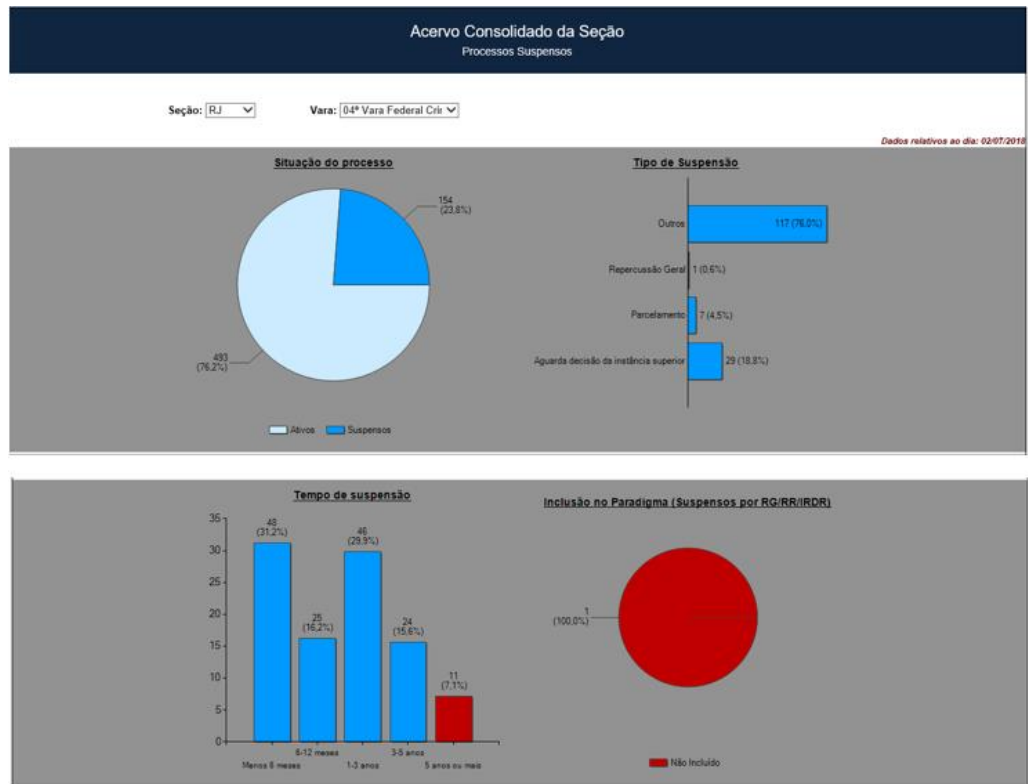 Acervo Consolidado da Seção
Processos Suspensos
Seção: RJ Vara: 04ª Vara Federal Crir
Dados relativos ao dia: 02/07/2018
Situação do processo
154
(23,8%)
493
(76,2%)
Ativos Suspensos
Tipo de Suspensão
Outros 117 (76,0%)
Repercussão Geral 1 (0,6%)
Parcelamento 7 (4,5%)
Aguarda decisão da instância superior 29 (18,8%)
Tempo de suspensão
35
30
25
20
15
10
5
0
48
(31,2%)
25
(16,2%)
46
(29,9%)
24
(15,6%)
11
(7,1%)
Menos 6 meses
6-12 meses
1-3 anos
3-5 anos
5 anos ou mais
Inclusão no Paradigma (Suspensos por RG/RR/IRDR)
1
(100,0%)
Não Incluído